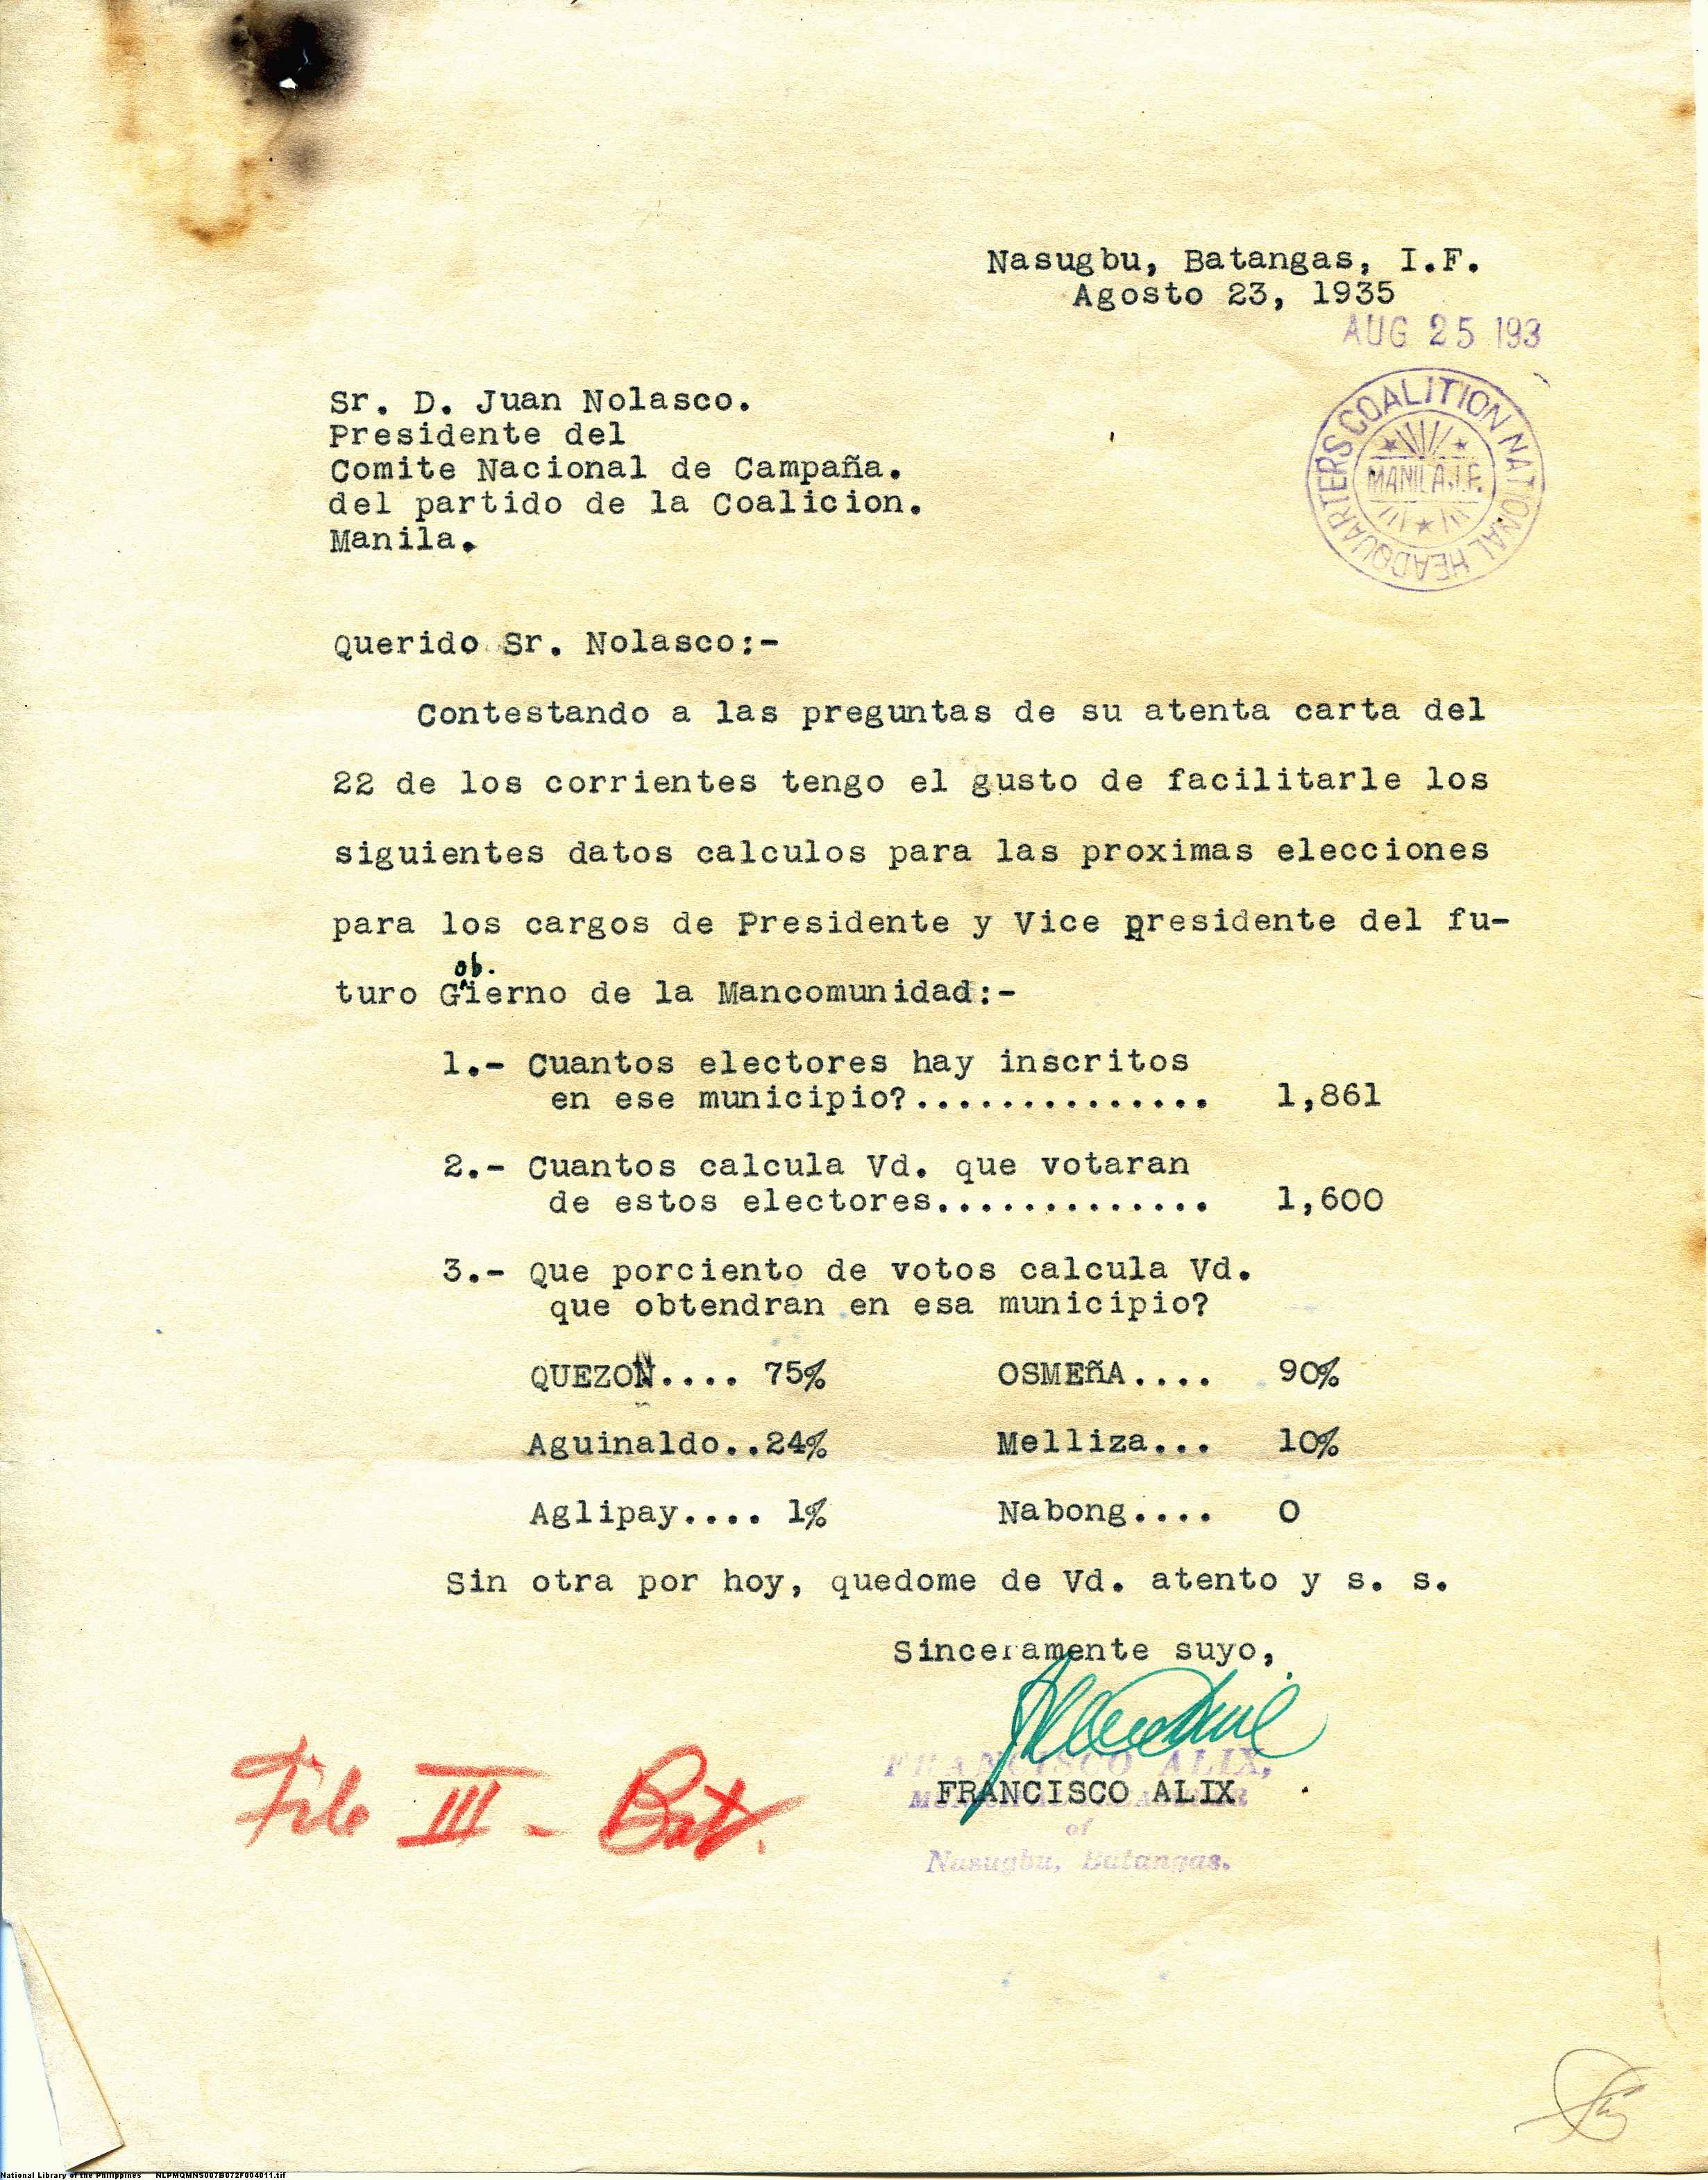 Nasugbu, Batangas, I.F.
Agosto 23, 1935
AUG 25 193
COALITION NATIONAL HEADQUARTERS
MANILA, I.F.
Sr. D. Juan Nolasco.
Presidente del
Comite Nacional de Campaña.
del partido de la Coalicion.
Manila.
Querido Sr. Nolasco:-
Contestando a las preguntas de su atenta carta del
22 de los corrientes tengo el gusto de facilitarle los
siguientes datos calculos para las proximas elecciones
para los cargos de Presidente y Vice presidente del fu-
ob.
turo Gierno de la Mancomunidad:-
1.- Cuantos electores hay inscritos
en ese municipio?.............. 1,861
2.- Cuantos calcula Vd. que votaran
de estos electores............. 1,600
3.- Que porciento de votos calcula Vd.
que obtendran en esa municipio?
QUEZON.... 75% OSMEñA.... 90%
Aguinaldo..24% Melliza... 10%
Aglipay.... 1% Nabong.... 0
Sin otra por hoy, quedome de Vd. atento y s. s.
Sinceramente suyo,
FRANCISCO ALIX,
FRANCISCO ALIX
of
Nasugbu, Batangas.
File III - Bat.
National Library of the Philippines NLPMQMNS007B072F004011.tif